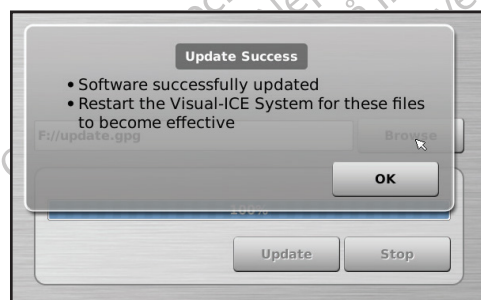 Update Success
• Software successfully updated
• Restart the Visual-ICE System for these files
to become effective
F://update.gpg
Browse
OK
100%
Update
Stop